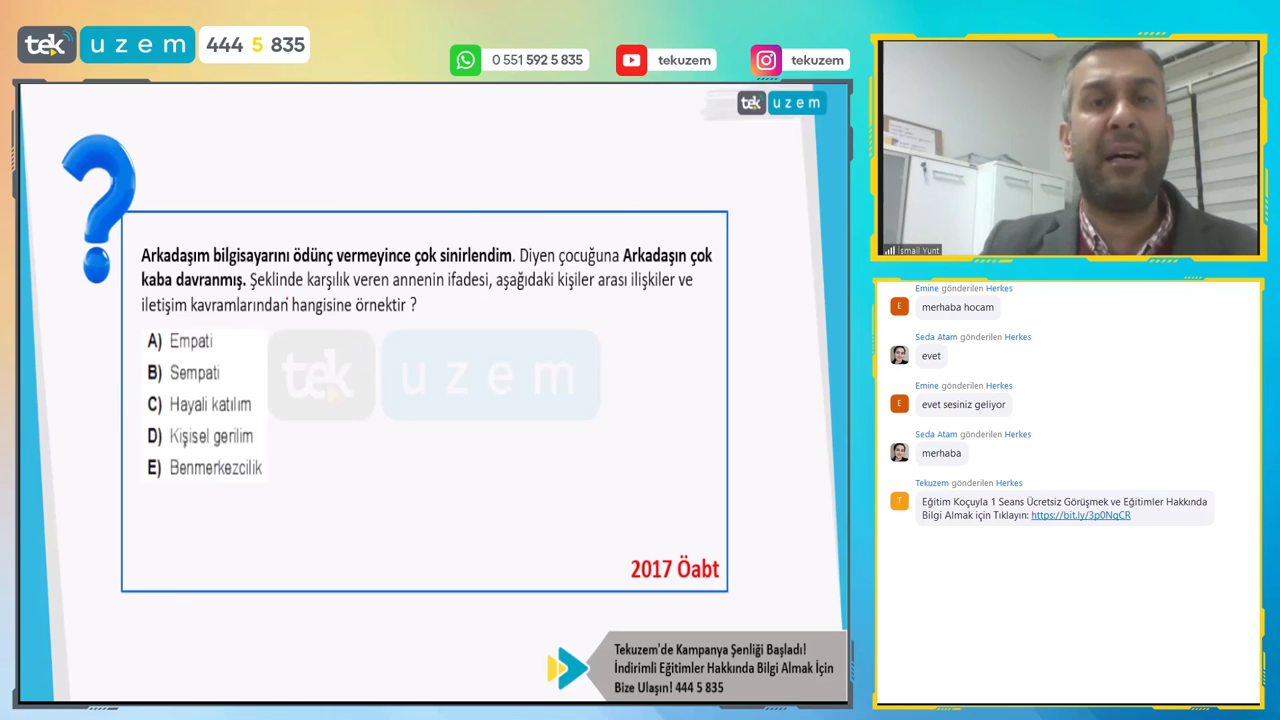 tek uzem 444 5 835
0 551 592 5 835
tekuzem
tekuzem
tek uzem
Arkadaşım bilgisayarını ödünç vermeyince çok sinirlendim. Diyen çocuğuna Arkadaşın çok
kaba davranmış. Şeklinde karşılık veren annenin ifadesi, aşağıdaki kişiler arası ilişkiler ve
iletişim kavramlarından hangisine örnektir ?
A) Empati
B) Sempati
C) Hayali katılım
D) Kişisel gerilim
E) Benmerkezcilik
tek uzem
2017 Öabt
Tekuzem'de Kampanya Şenliği Başladı!
İndirimli Eğitimler Hakkında Bilgi Almak İçin
Bize Ulaşın! 444 5 835
İsmail Yunt
Emine gönderilen Herkes
E
merhaba hocam
Seda Atam gönderilen Herkes
evet
Emine gönderilen Herkes
E
evet sesiniz geliyor
Seda Atam gönderilen Herkes
merhaba
Tekuzem gönderilen Herkes
T
Eğitim Koçuyla 1 Seans Ücretsiz Görüşmek ve Eğitimler Hakkında
Bilgi Almak için Tıklayın: https://bit.ly/3p0NqCR